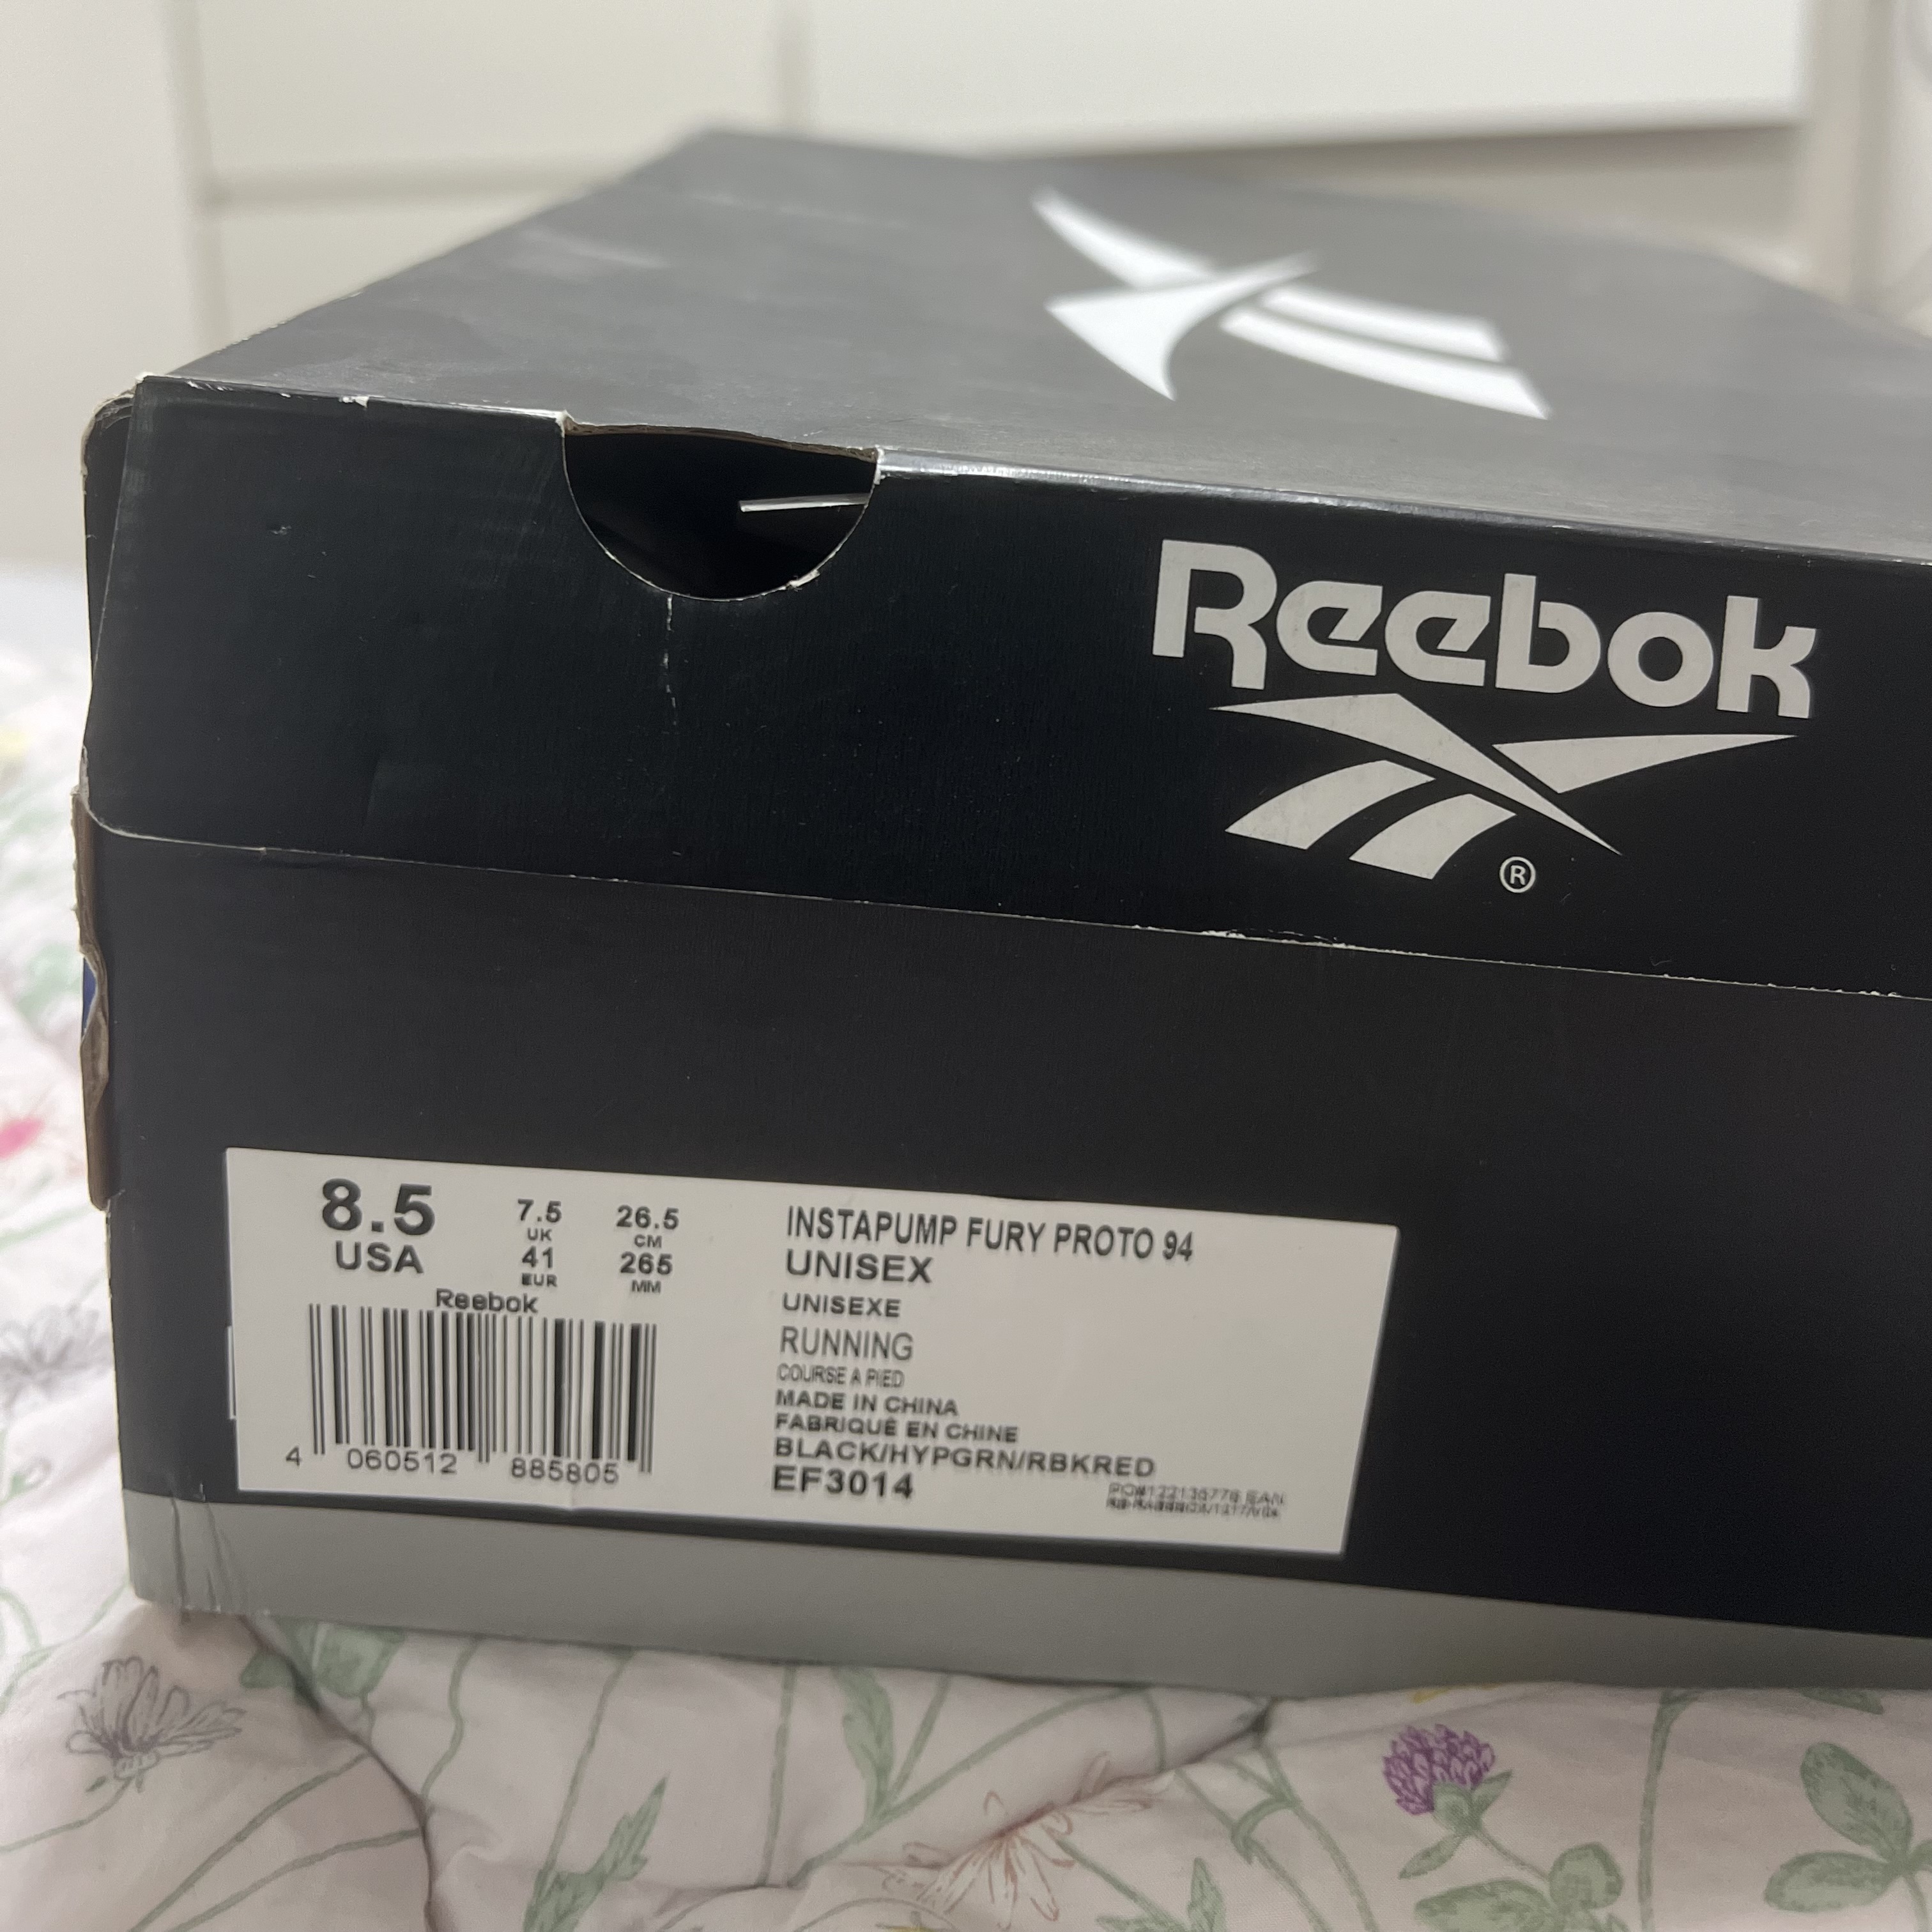 Reebok
®
8.5
USA
7.5
UK
41
EUR
26.5
CM
265
MM
Reebok
4 060512 885805
INSTAPUMP FURY PROTO 94
UNISEX
UNISEXE
RUNNING
COURSE A PIED
MADE IN CHINA
FABRIQUÉ EN CHINE
BLACK/HYPGRN/RBKRED
EF3014